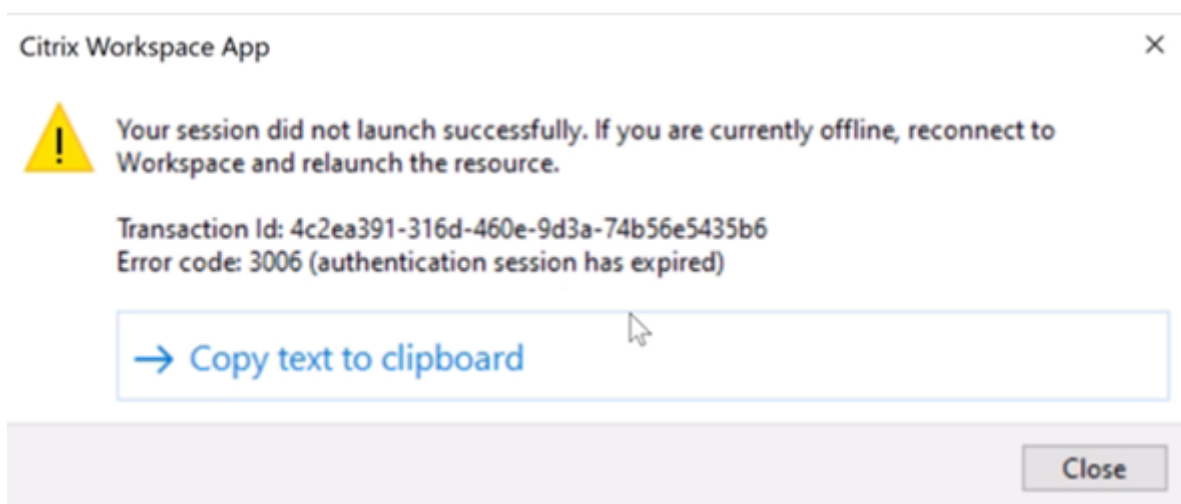 Citrix Workspace App
Your session did not launch successfully. If you are currently offline, reconnect to
Workspace and relaunch the resource.
Transaction Id: 4c2ea391-316d-460e-9d3a-74b56e5435b6
Error code: 3006 (authentication session has expired)
Copy text to clipboard
Close